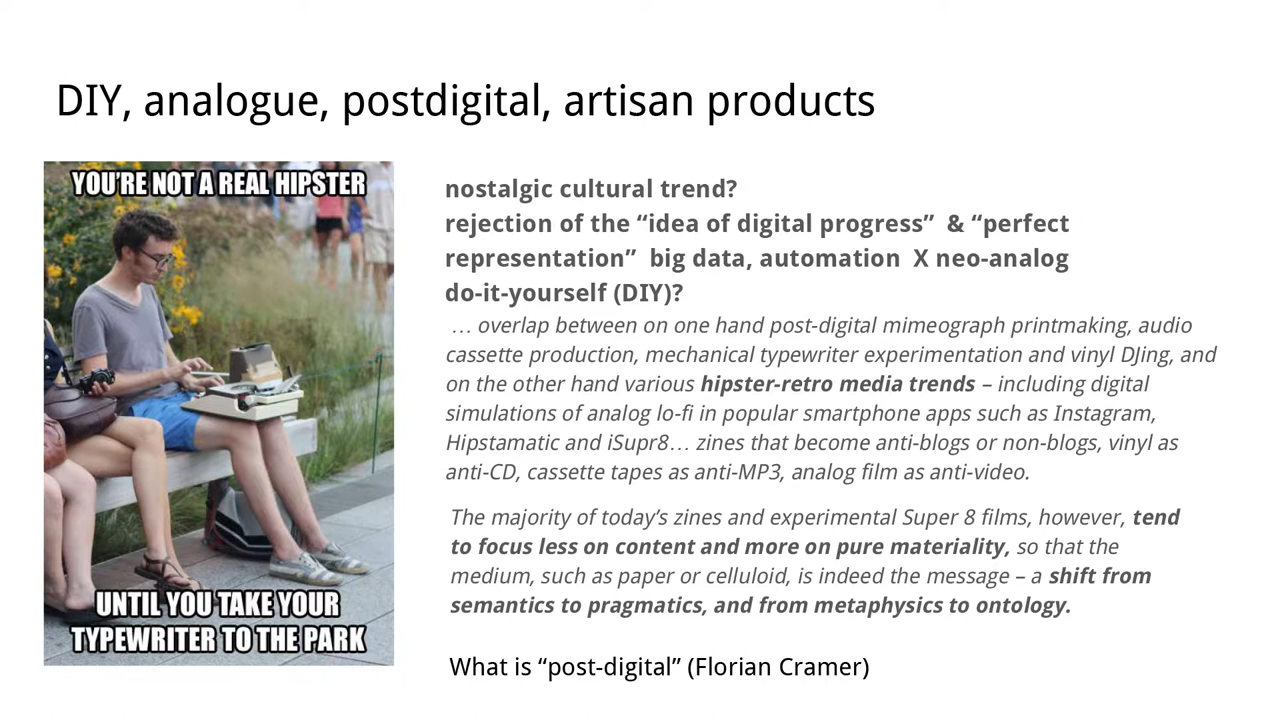 DIY, analogue, postdigital, artisan products
YOU'RE NOT A REAL HIPSTER
UNTIL YOU TAKE YOUR
TYPEWRITER TO THE PARK
nostalgic cultural trend?
rejection of the “idea of digital progress”  & “perfect
representation”  big data, automation  X neo-analog
do-it-yourself (DIY)?
… overlap between on one hand post-digital mimeograph printmaking, audio
cassette production, mechanical typewriter experimentation and vinyl DJing, and
on the other hand various hipster-retro media trends – including digital
simulations of analog lo-fi in popular smartphone apps such as Instagram,
Hipstamatic and iSupr8… zines that become anti-blogs or non-blogs, vinyl as
anti-CD, cassette tapes as anti-MP3, analog film as anti-video.
The majority of today’s zines and experimental Super 8 films, however, tend
to focus less on content and more on pure materiality, so that the
medium, such as paper or celluloid, is indeed the message – a shift from
semantics to pragmatics, and from metaphysics to ontology.
What is “post-digital” (Florian Cramer)